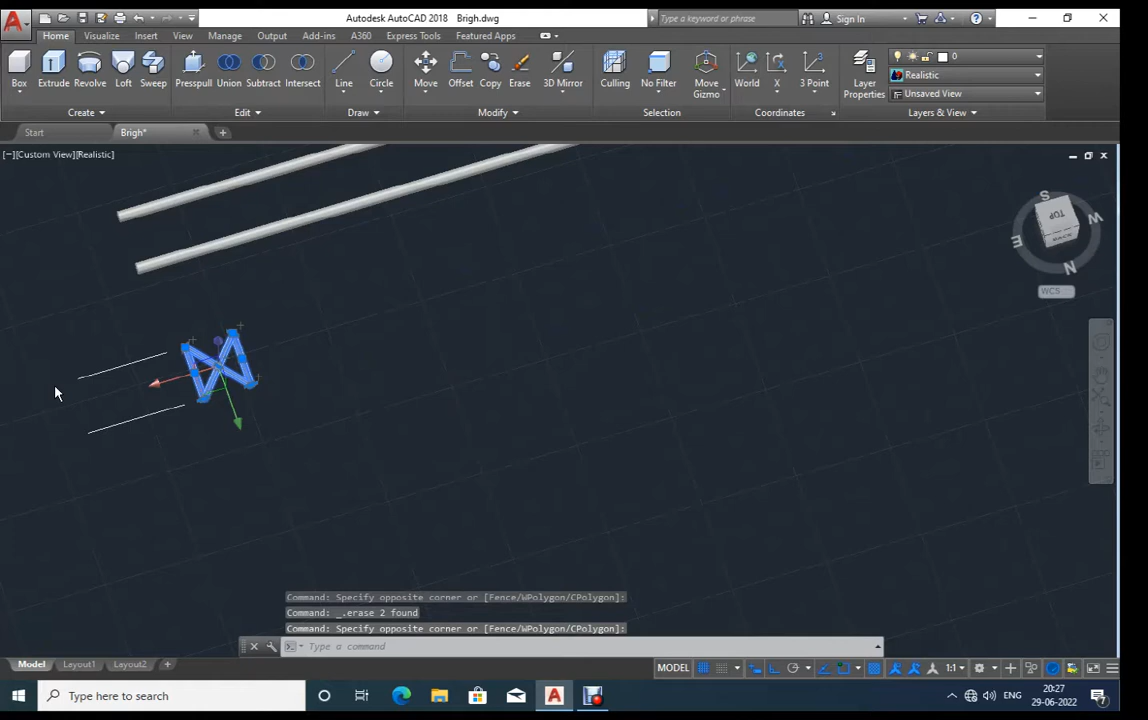 Autodesk AutoCAD 2018 Brigh.dwg
Type a keyword or phrase
Sign In
Home Visualize Insert View Manage Output Add-ins A360 Express Tools Featured Apps
Box Extrude Revolve Loft Sweep Presspull Union Subtract Intersect Line Circle Move Offset Copy Erase 3D Mirror Culling No Filter Move Gizmo World X 3 Point Layer Properties
0
Realistic
Unsaved View
Create Edit Draw Modify Selection Coordinates Layers & View
Start Brigh*
[−][Custom View][Realistic]
S
W
E
N
TOP
BACK
WCS
Command: Specify opposite corner or [Fence/WPolygon/CPolygon]:
Command: _.erase 2 found
Command: Specify opposite corner or [Fence/WPolygon/CPolygon]:
Type a command
Model Layout1 Layout2
MODEL 1:1
Type here to search
ENG
20:27
29-06-2022
7